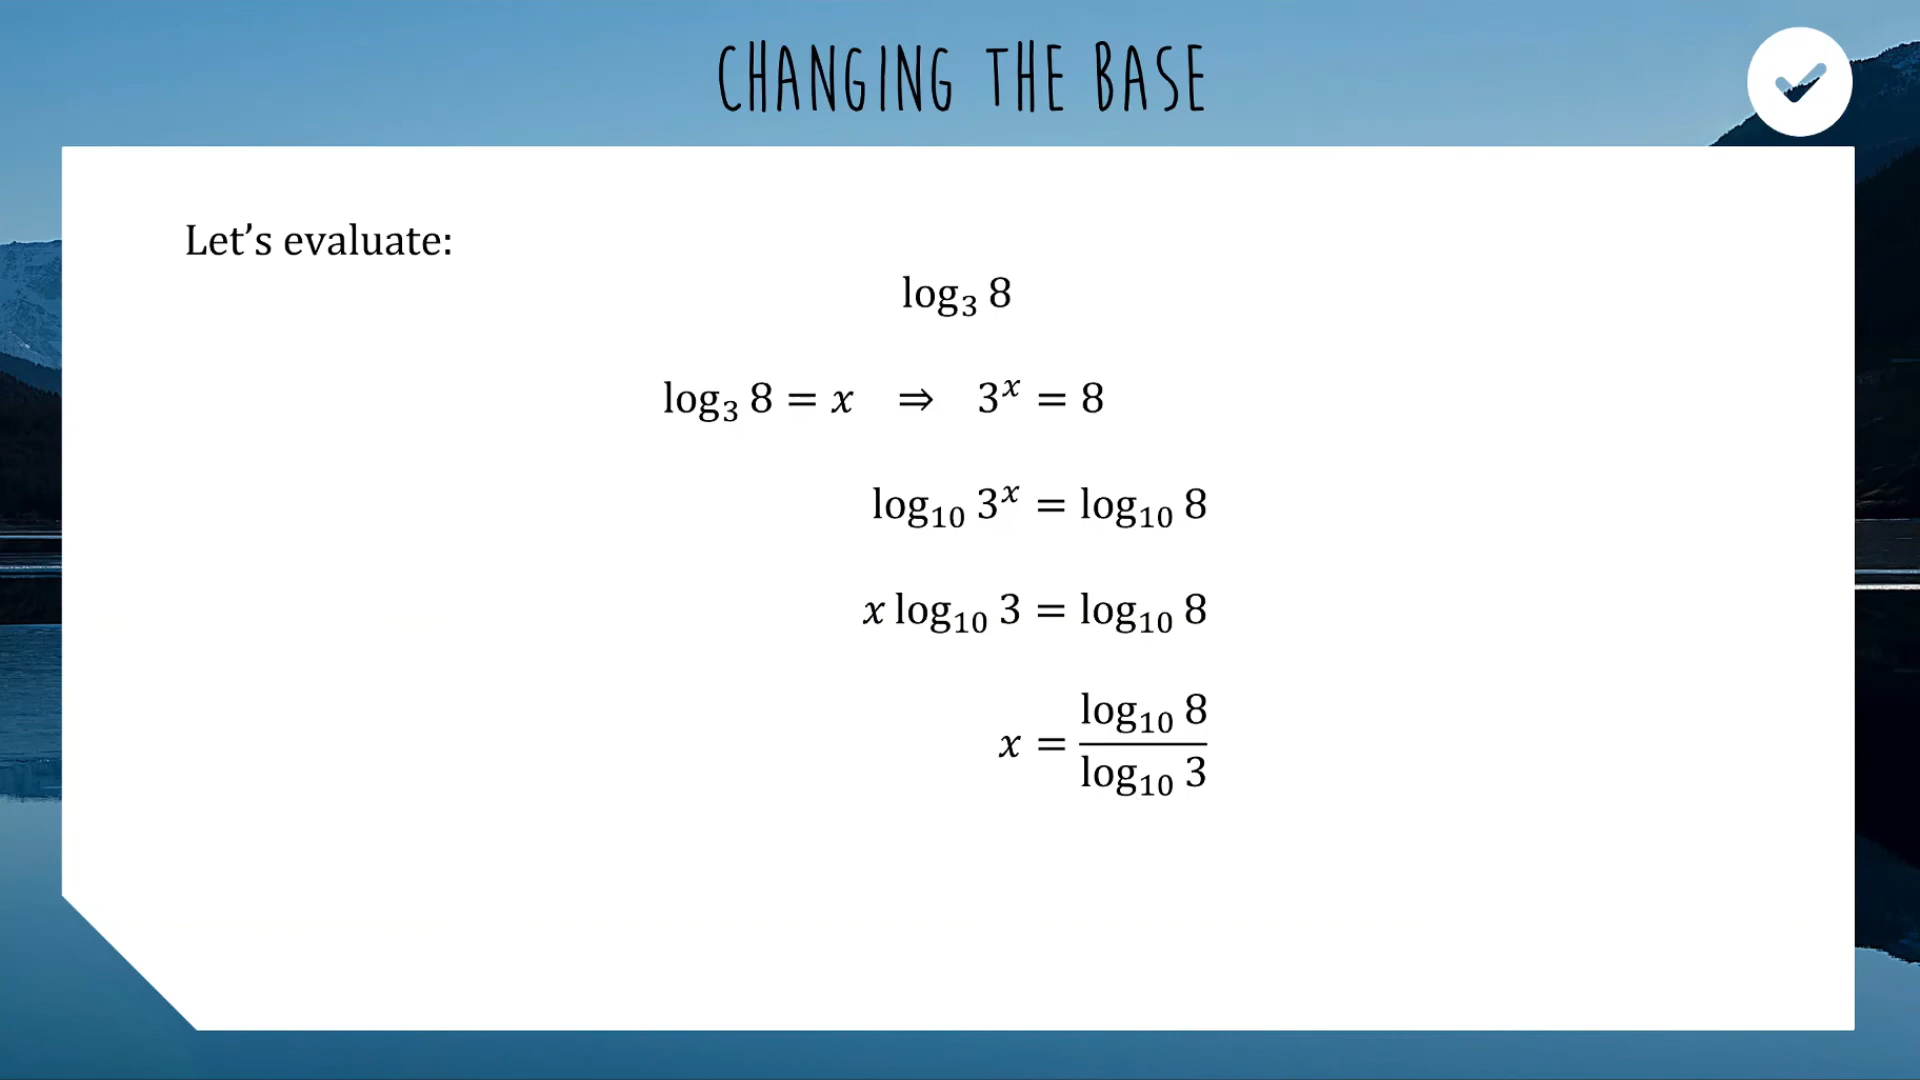 CHANGING THE BASE
Let’s evaluate:
log₃ 8
log₃ 8 = x ⇒ 3ˣ = 8
log₁₀ 3ˣ = log₁₀ 8
x log₁₀ 3 = log₁₀ 8
x = log₁₀ 8 / log₁₀ 3